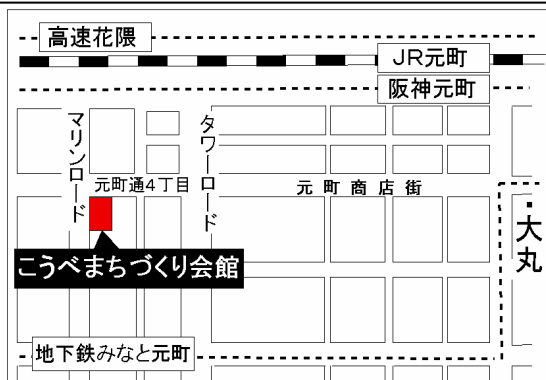 高速花隈
JR元町
阪神元町
マリンロード
タワーロード
元町通4丁目
元町商店街
・大丸
こうべまちづくり会館
地下鉄みなと元町